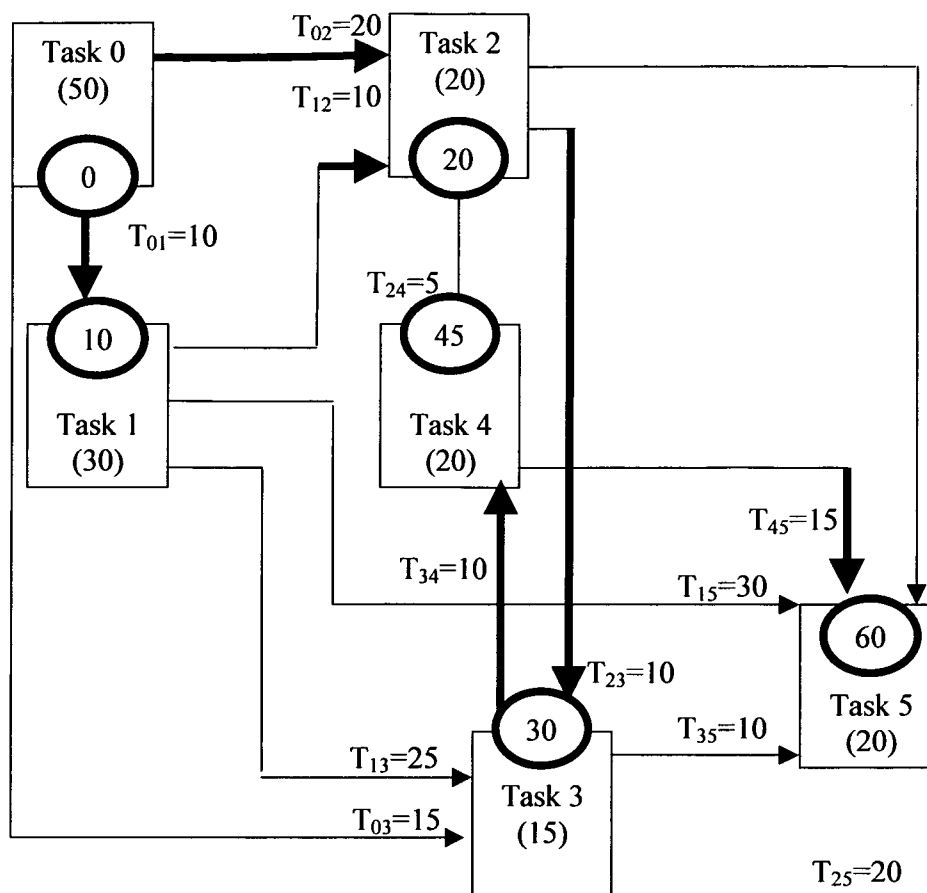 T₀₂=20
Task 0
(50)
Task 2
(20)
T₁₂=10
0
20
T₀₁=10
T₂₄=5
10
45
Task 1
(30)
Task 4
(20)
T₄₅=15
T₃₄=10
T₁₅=30
60
T₂₃=10
Task 5
(20)
30
T₃₅=10
T₁₃=25
Task 3
(15)
T₀₃=15
T₂₅=20